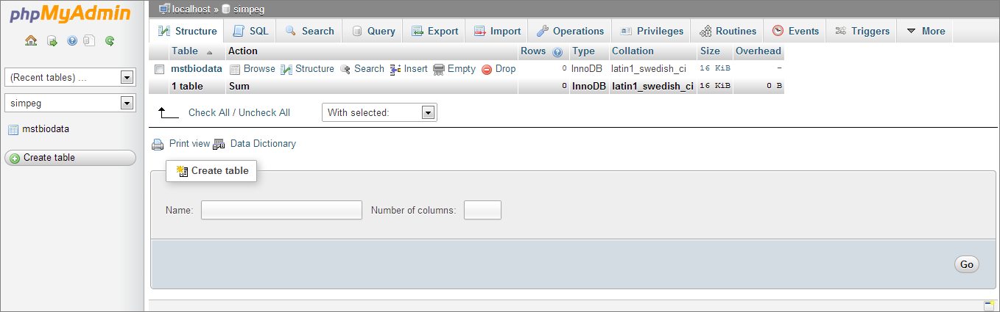 phpMyAdmin
localhost » simpeg
Structure SQL Search Query Export Import Operations Privileges Routines Events Triggers More
(Recent tables) ...
simpeg
mstbiodata
Create table
Table Action Rows Type Collation Size Overhead
mstbiodata Browse Structure Search Insert Empty Drop 0 InnoDB latin1_swedish_ci 16 KiB -
1 table Sum 0 InnoDB latin1_swedish_ci 16 KiB 0 B
Check All / Uncheck All With selected:
Print view Data Dictionary
Create table
Name: Number of columns:
Go